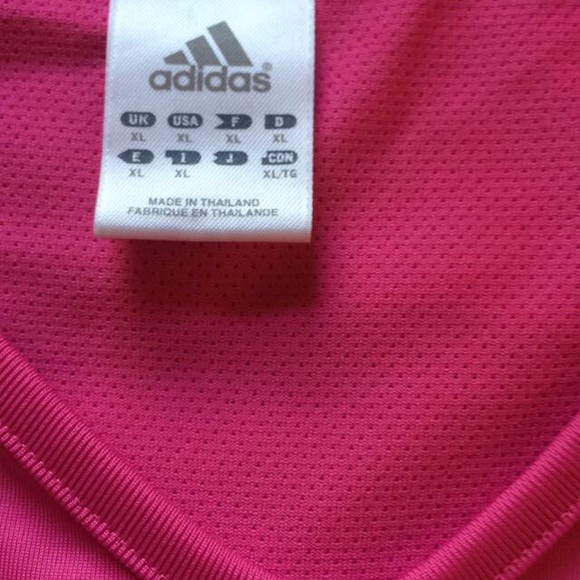 adidas®
UK USA F D
XL XL XL XL
E I J CDN
XL XL XL/TG
MADE IN THAILAND
FABRIQUE EN THAILANDE